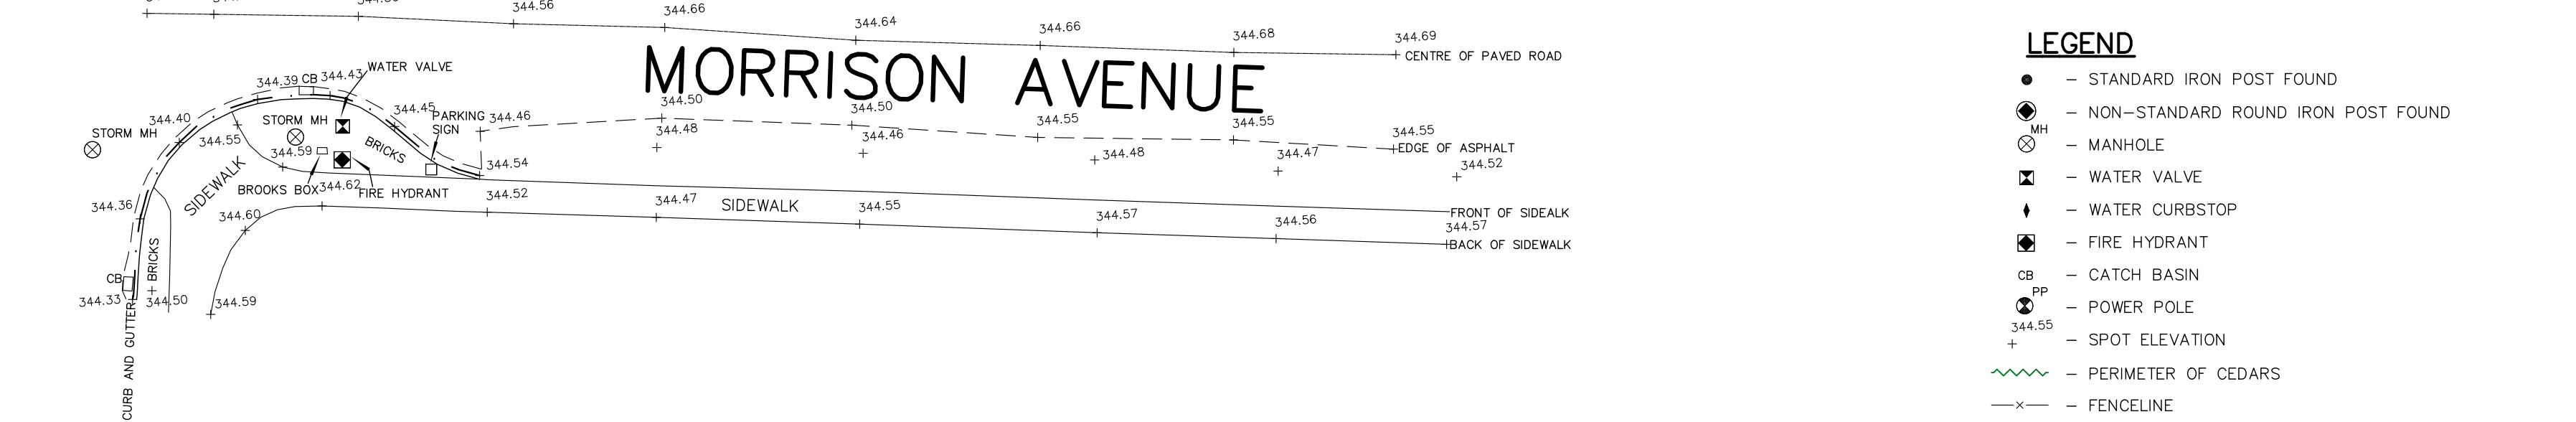 344.56
344.66
344.64
344.66
344.68
344.69
CENTRE OF PAVED ROAD
MORRISON AVENUE
WATER VALVE
344.39
CB
344.43
344.45
PARKING
SIGN
344.46
344.50
344.50
344.55
344.55
344.55
344.40
STORM MH
STORM MH
344.48
344.46
344.48
344.47
EDGE OF ASPHALT
344.52
344.55
344.59
BRICKS
344.54
SIDEWALK
BROOKS BOX
344.62
FIRE HYDRANT
344.52
344.47
SIDEWALK
344.55
344.57
344.56
FRONT OF SIDEALK
344.57
BACK OF SIDEWALK
344.36
344.60
BRICKS
CB
344.33
344.50
344.59
CURB AND GUTTER
LEGEND
– STANDARD IRON POST FOUND
– NON–STANDARD ROUND IRON POST FOUND
MH
– MANHOLE
– WATER VALVE
– WATER CURBSTOP
– FIRE HYDRANT
CB – CATCH BASIN
PP
– POWER POLE
344.55
– SPOT ELEVATION
– PERIMETER OF CEDARS
– FENCELINE